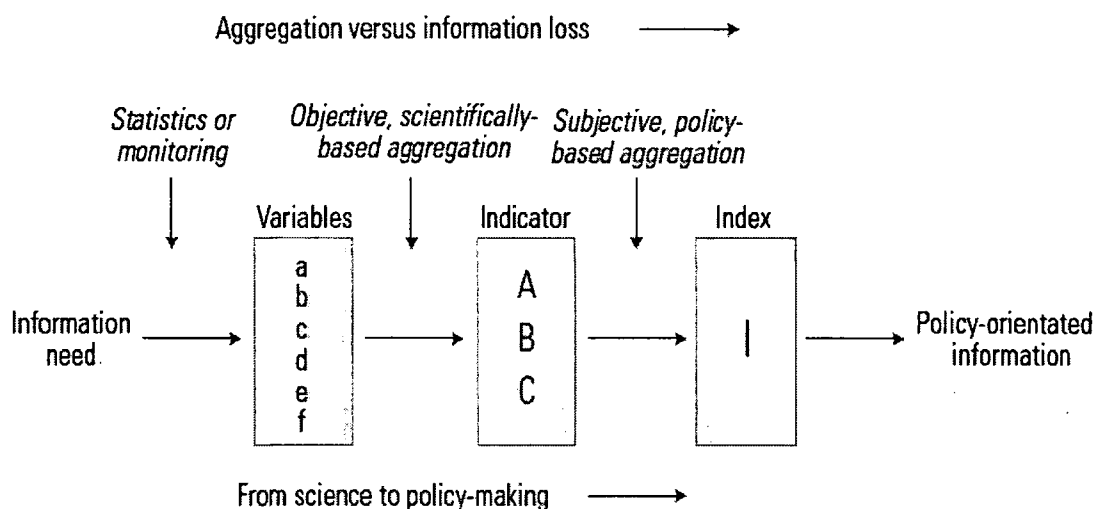 Aggregation versus information loss
Statistics or
monitoring
Objective, scientifically-
based aggregation
Subjective, policy-
based aggregation
Variables
Indicator
Index
Information
need
a
b
c
d
e
f
A
B
C
I
Policy-orientated
information
From science to policy-making